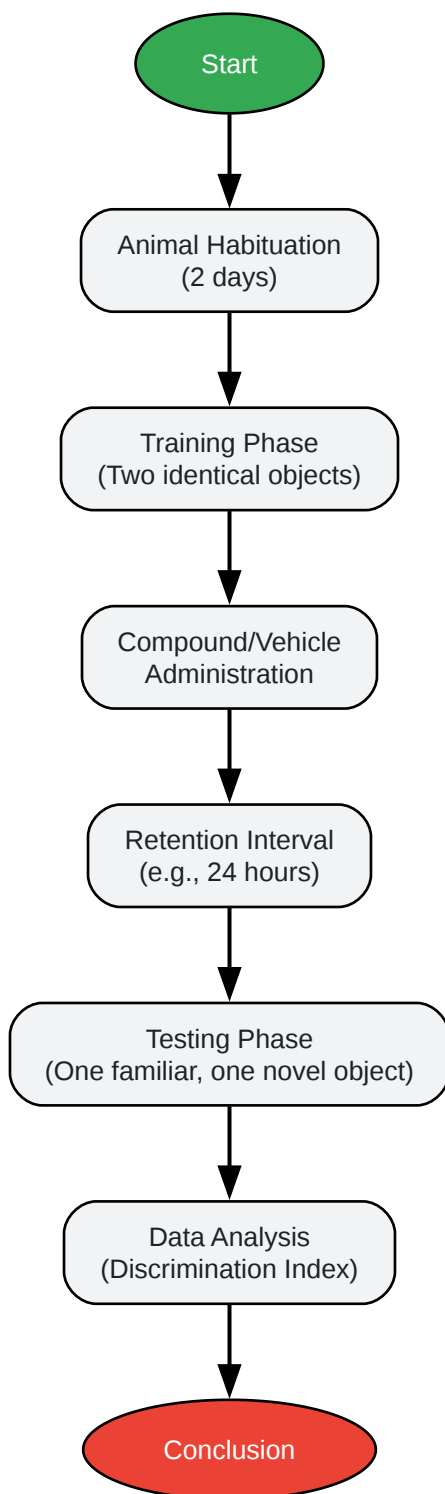 Start
Animal Habituation
(2 days)
Training Phase
(Two identical objects)
Compound/Vehicle
Administration
Retention Interval
(e.g., 24 hours)
Testing Phase
(One familiar, one novel object)
Data Analysis
(Discrimination Index)
Conclusion